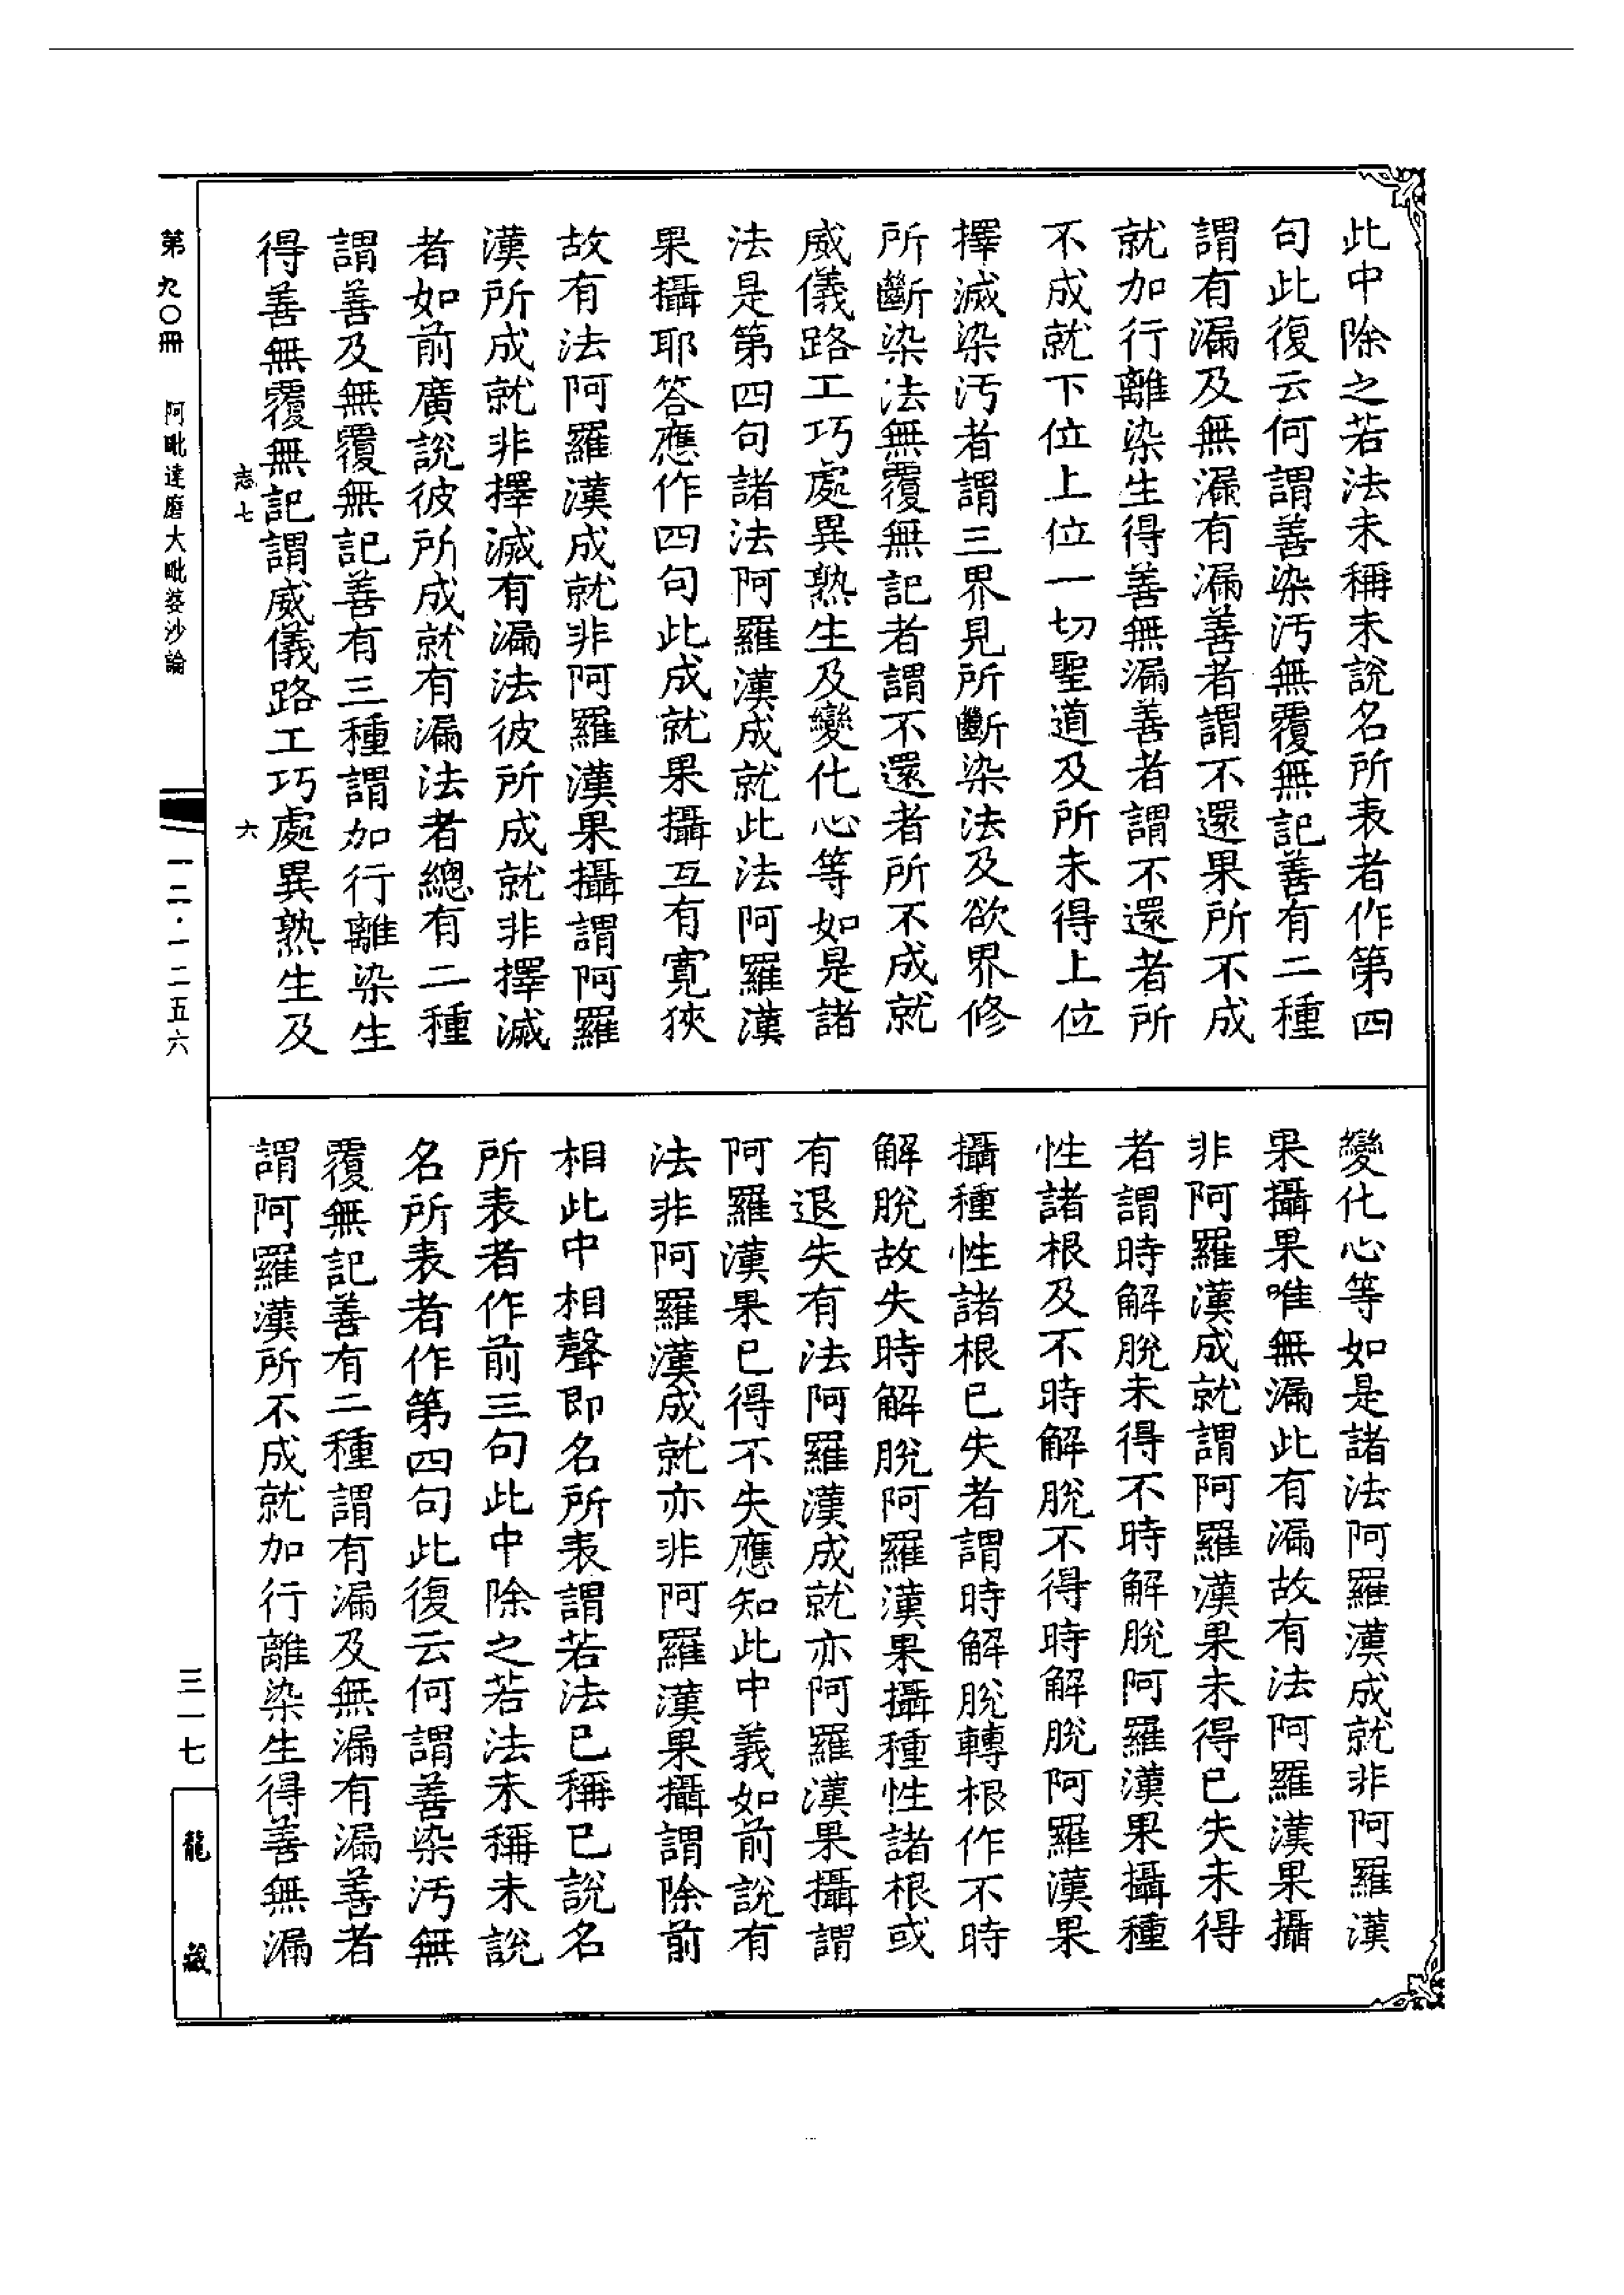 此中除之若法未稱未說名所表者作第四
句此復云何謂善染污無覆無記善有二種
謂有漏及無漏有漏善者謂不還果所不成
就加行離染生得善無漏善者謂不還者所
不成就下位上位一切聖道及所未得上位
擇滅染污者謂三界見所斷染法及欲界修
所斷染法無覆無記者謂不還者所不成就
威儀路工巧處異熟生及變化心等如是諸
法是第四句諸法阿羅漢成就此法阿羅漢
果攝耶答應作四句此成就果攝互有寬狹
故有法阿羅漢成就非阿羅漢果攝謂阿羅
漢所成就非擇滅有漏法彼所成就非擇滅
者如前廣說彼所成就有漏法者總有二種
謂善及無覆無記善有三種謂加行離染生
得善無覆無記謂威儀路工巧處異熟生及
變化心等如是諸法阿羅漢成就非阿羅漢
果攝果唯無漏此有漏故有法阿羅漢果攝
非阿羅漢成就謂阿羅漢果未得已失未得
者謂時解脫未得不時解脫阿羅漢果攝種
性諸根及不時解脫不得時解脫阿羅漢果
攝種性諸根已失者謂時解脫轉根作不時
解脫故失時解脫阿羅漢果攝種性諸根或
有退失有法阿羅漢成就亦阿羅漢果攝謂
阿羅漢果已得不失應知此中義如前說有
法非阿羅漢成就亦非阿羅漢果攝謂除前
相此中相聲即名所表謂若法已稱已說名
所表者作前三句此中除之若法未稱未說
名所表者作第四句此復云何謂善染污無
覆無記善有二種謂有漏及無漏有漏善者
謂阿羅漢所不成就加行離染生得善無漏
志七 六
第九〇冊 阿毗達磨大毗婆沙論 一二·一二五六
三一七
龍藏